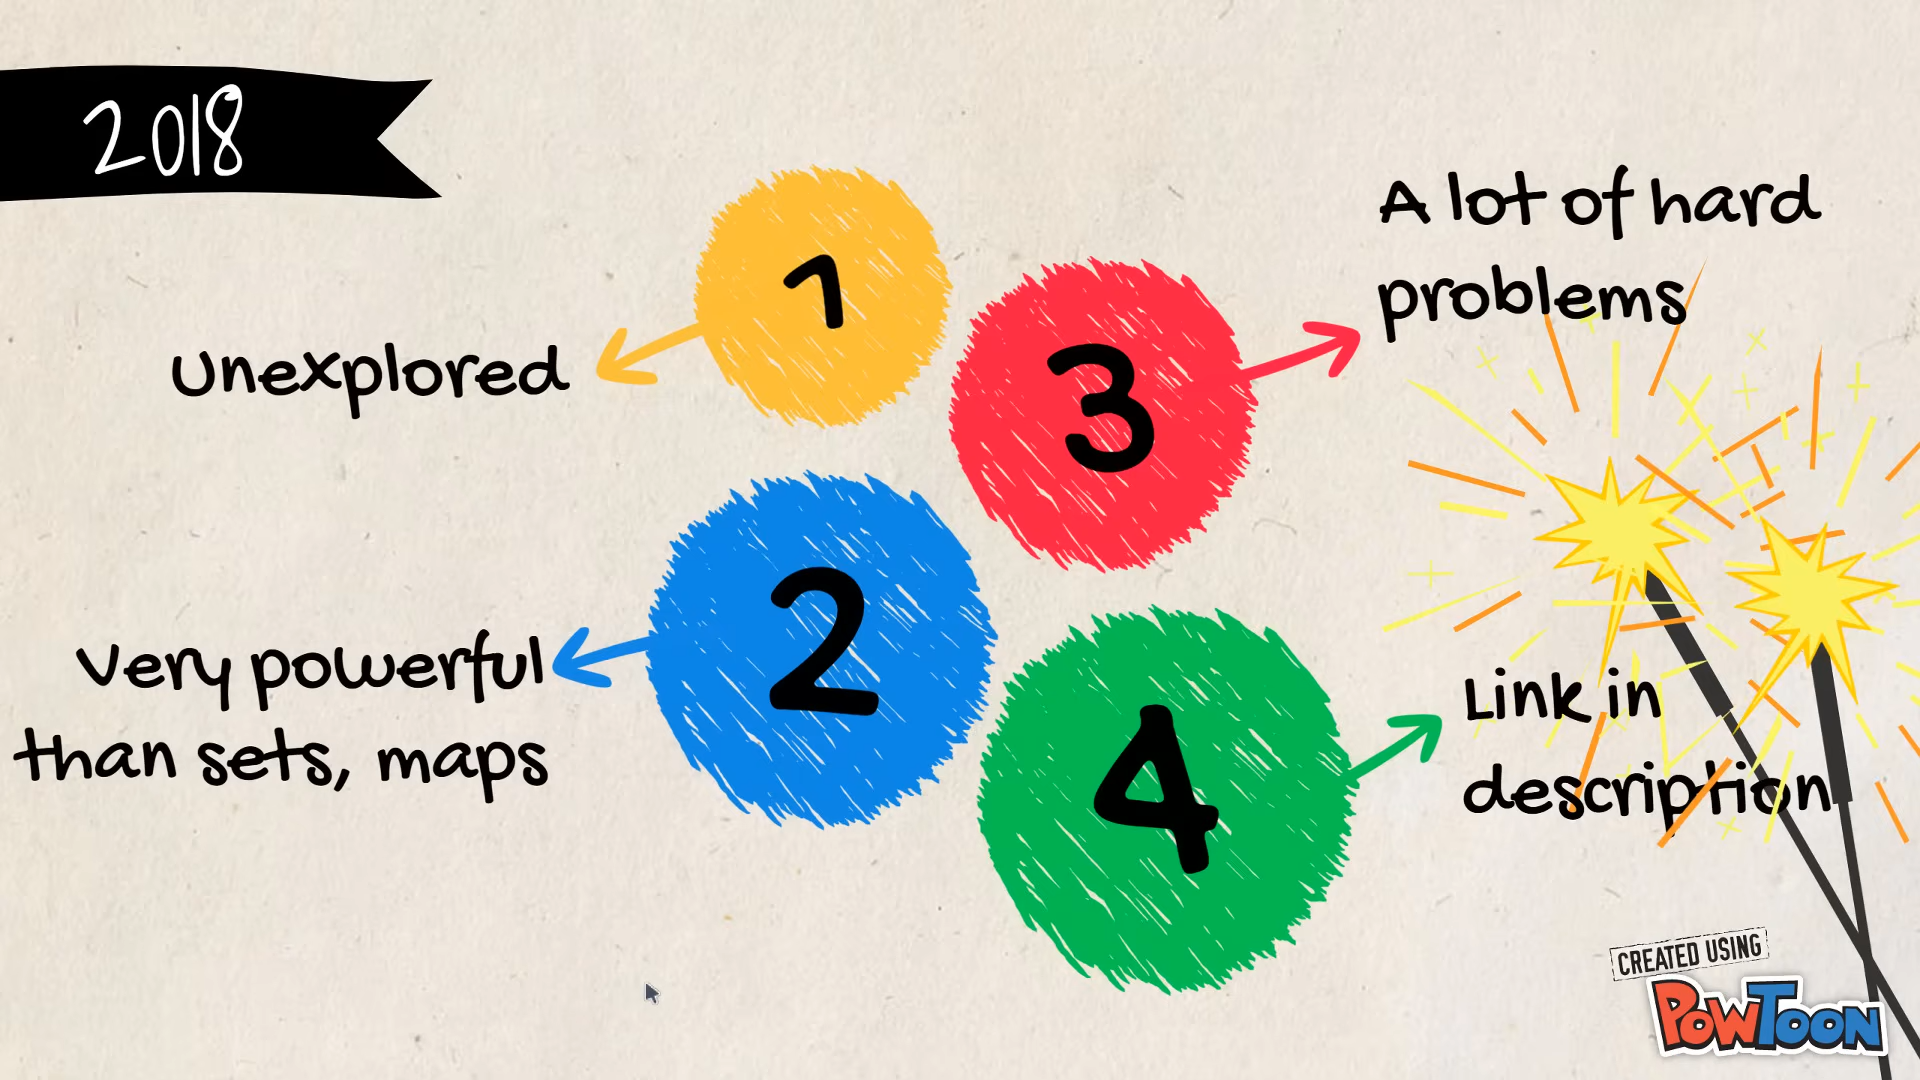 2018
1
Unexplored
2
Very powerful
than sets, maps
3
A lot of hard
problems
4
Link in
description
CREATED USING
POWTOON